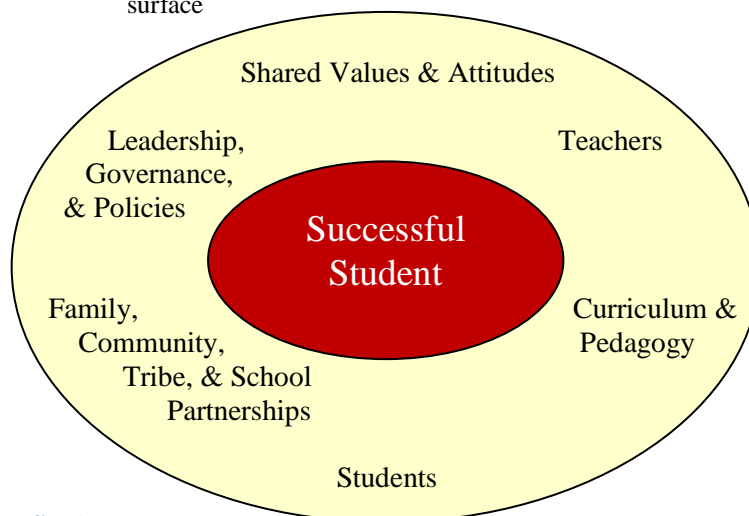 surface
Shared Values & Attitudes
Leadership,
Governance,
& Policies
Teachers
Successful
Student
Family,
Community,
Tribe, & School
Partnerships
Curriculum &
Pedagogy
Students